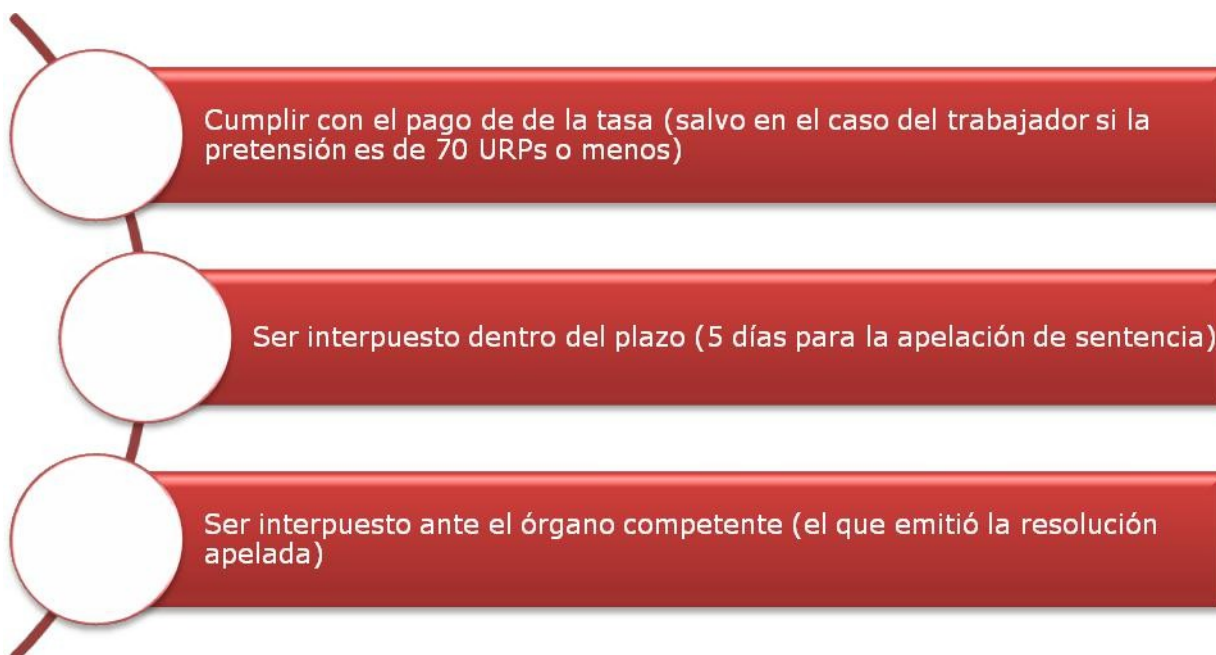 Cumplir con el pago de de la tasa (salvo en el caso del trabajador si la
pretensión es de 70 URPs o menos)
Ser interpuesto dentro del plazo (5 días para la apelación de sentencia)
Ser interpuesto ante el órgano competente (el que emitió la resolución
apelada)